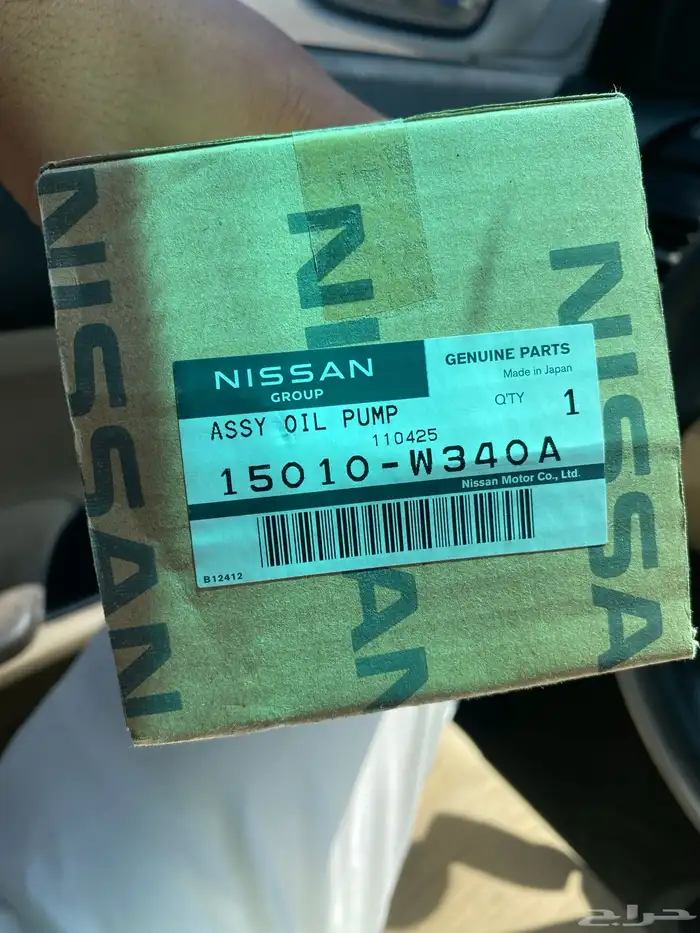 NISSAN
NISSAN
NISSA
NISSAN
GROUP
GENUINE PARTS
Made in Japan
ASSY OIL PUMP
Q'TY 1
110425
15010-W340A
Nissan Motor Co., Ltd.
B12412
حراج